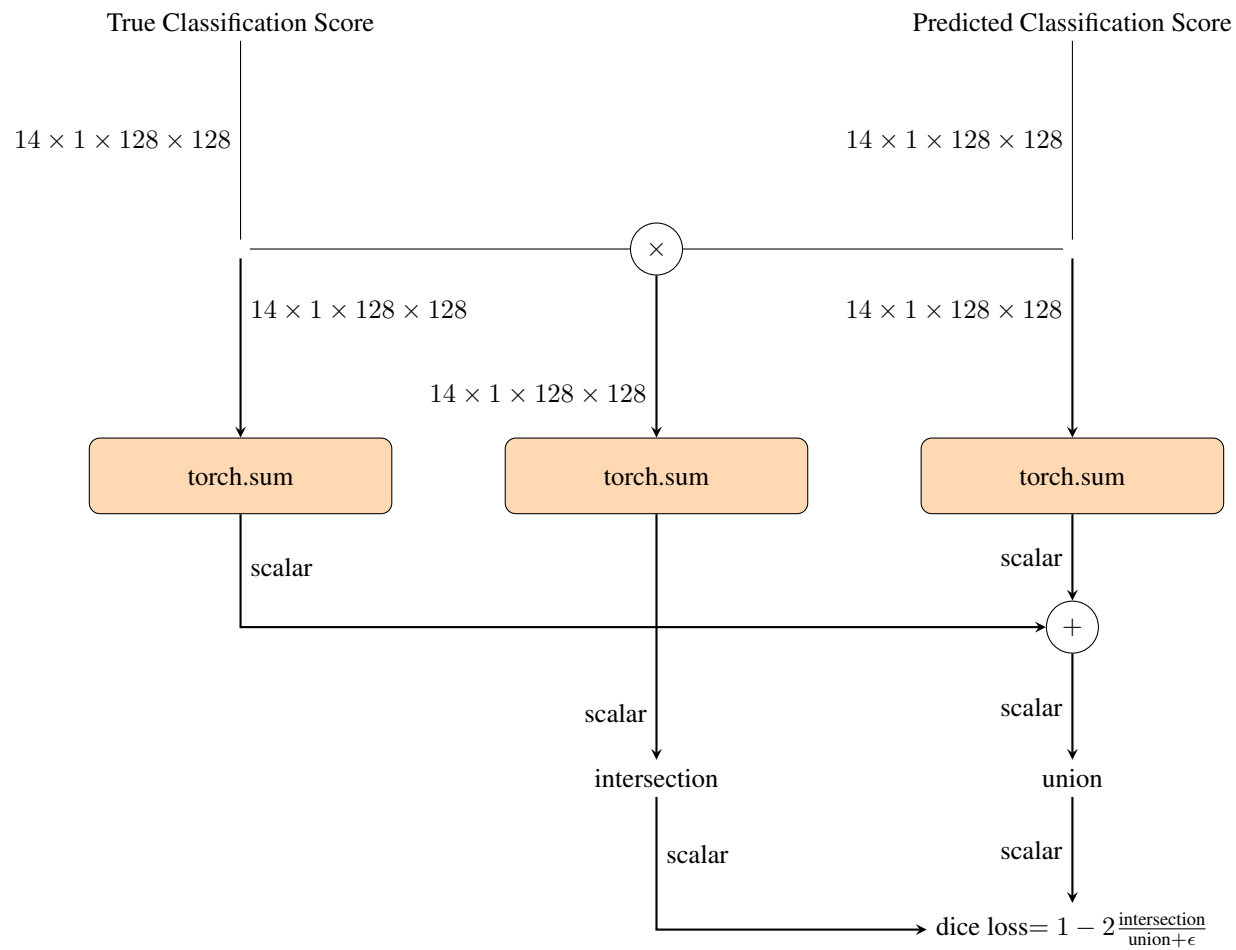 True Classification Score
Predicted Classification Score
14 × 1 × 128 × 128
14 × 1 × 128 × 128
×
14 × 1 × 128 × 128
14 × 1 × 128 × 128
14 × 1 × 128 × 128
torch.sum
torch.sum
torch.sum
scalar
scalar
+
scalar
scalar
intersection
union
scalar
scalar
dice loss= 1 − 2 intersection/union+ϵ